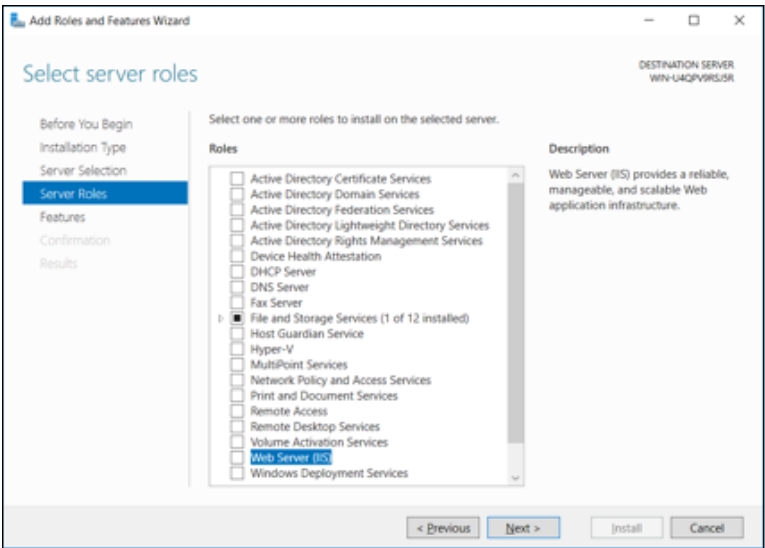 Add Roles and Features Wizard
Select server roles
DESTINATION SERVER
WIN-U4QPV9RSJ5R
Before You Begin
Installation Type
Server Selection
Server Roles
Features
Confirmation
Results
Select one or more roles to install on the selected server.
Roles
Active Directory Certificate Services
Active Directory Domain Services
Active Directory Federation Services
Active Directory Lightweight Directory Services
Active Directory Rights Management Services
Device Health Attestation
DHCP Server
DNS Server
Fax Server
File and Storage Services (1 of 12 installed)
Host Guardian Service
Hyper-V
MultiPoint Services
Network Policy and Access Services
Print and Document Services
Remote Access
Remote Desktop Services
Volume Activation Services
Web Server (IIS)
Windows Deployment Services
Description
Web Server (IIS) provides a reliable,
manageable, and scalable Web
application infrastructure.
< Previous
Next >
Install
Cancel